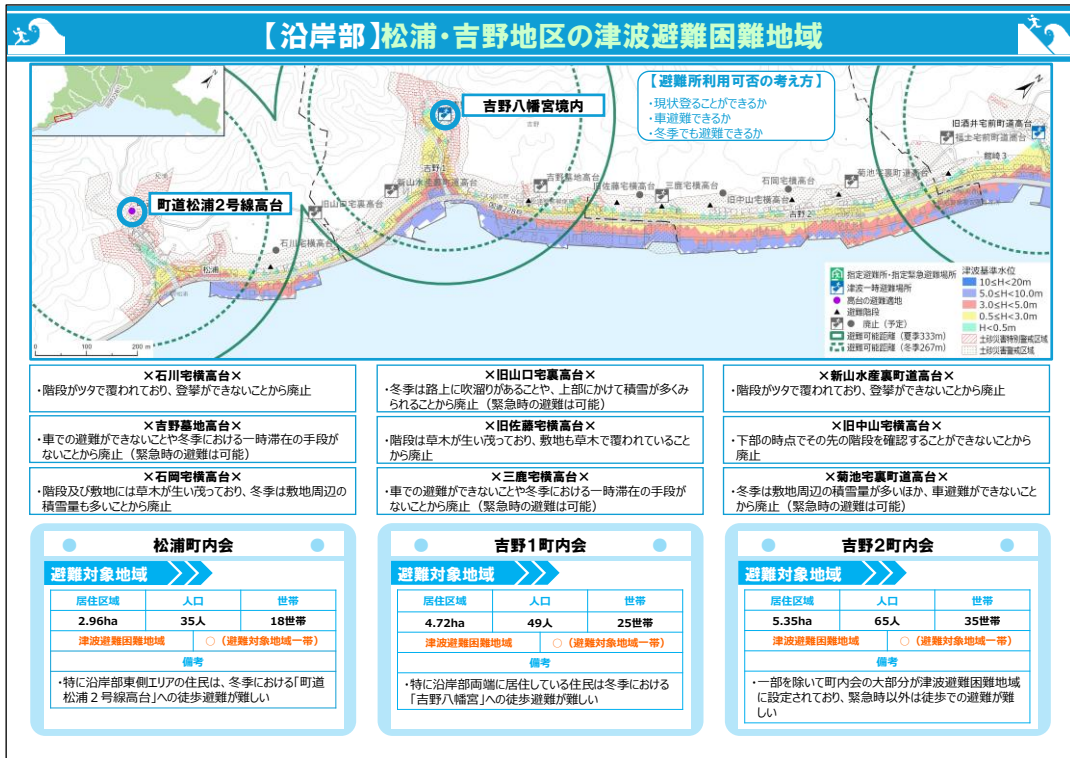 【沿岸部】松浦・吉野地区の津波避難困難地域
【避難所利用可否の考え方】
・現状登ることができるか
・車避難できるか
・冬季でも避難できるか
吉野八幡宮境内
町道松浦2号線高台
旧酒井宅前町道高台
福士宅前町道高台
館崎3
菊池宅裏町道高台
石岡宅横高台
三鹿宅横高台
旧佐藤宅横高台
旧中山宅横高台
吉野墓地高台
吉野1
吉野2
新山水産裏町道高台
旧山口宅裏高台
石川宅横高台
松浦
吉野
0 100 200 m
指定避難所・指定緊急避難場所
津波一時避難場所
高台の避難適地
避難階段
廃止（予定）
避難可能距離（夏季333m）
避難可能距離（冬季267m）
津波基準水位
10≤H<20m
5.0≤H<10.0m
3.0≤H<5.0m
0.5≤H<3.0m
H<0.5m
土砂災害特別警戒区域
土砂災害警戒区域
×石川宅横高台×
・階段がツタで覆われており、登攀ができないことから廃止
×旧山口宅裏高台×
・冬季は路上に吹溜りがあることや、上部にかけて積雪が多くみ
られることから廃止（緊急時の避難は可能）
×新山水産裏町道高台×
・階段がツタで覆われており、登攀ができないことから廃止
×吉野墓地高台×
・車での避難ができないことや冬季における一時滞在の手段が
ないことから廃止（緊急時の避難は可能）
×旧佐藤宅横高台×
・階段は草木が生い茂っており、敷地も草木で覆われていること
から廃止
×旧中山宅横高台×
・下部の時点でその先の階段を確認することができないことから
廃止
×石岡宅横高台×
・階段及び敷地には草木が生い茂っており、冬季は敷地周辺の
積雪量も多いことから廃止
×三鹿宅横高台×
・車での避難ができないことや冬季における一時滞在の手段が
ないことから廃止（緊急時の避難は可能）
×菊池宅裏町道高台×
・冬季は敷地周辺の積雪量が多いほか、車避難ができないこと
から廃止（緊急時の避難は可能）
松浦町内会
避難対象地域
居住区域 人口 世帯
2.96ha 35人 18世帯
津波避難困難地域 ○（避難対象地域一帯）
備考
・特に沿岸部東側エリアの住民は、冬季における「町道
松浦２号線高台」への徒歩避難が難しい
吉野1町内会
避難対象地域
居住区域 人口 世帯
4.72ha 49人 25世帯
津波避難困難地域 ○（避難対象地域一帯）
備考
・特に沿岸部両端に居住している住民は冬季における
「吉野八幡宮」への徒歩避難が難しい
吉野2町内会
避難対象地域
居住区域 人口 世帯
5.35ha 65人 35世帯
津波避難困難地域 ○（避難対象地域一帯）
備考
・一部を除いて町内会の大部分が津波避難困難地域
に設定されており、緊急時以外は徒歩での避難が難
しい